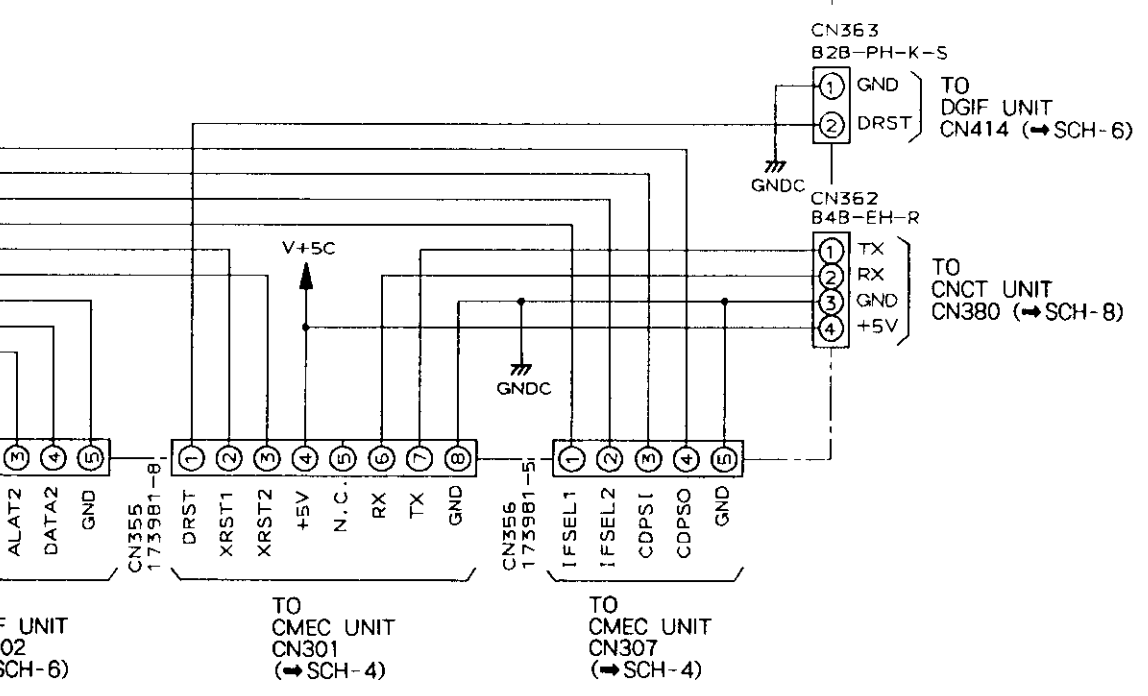 CN363
B2B-PH-K-S
1 GND
2 DRST
TO
DGIF UNIT
CN414 (➡SCH-6)
GNDC
CN362
B4B-EH-R
1 TX
2 RX
3 GND
4 +5V
TO
CNCT UNIT
CN380 (➡SCH-8)
V+5C
GNDC
3 4 5
ALAT2
DATA2
GND
CN355
173981-8
1 2 3 4 5 6 7 8
DRST
XRST1
XRST2
+5V
N.C.
RX
TX
GND
CN356
173981-5
1 2 3 4 5
IFSEL1
IFSEL2
CDPSI
CDPSO
GND
F UNIT
02
SCH-6)
TO
CMEC UNIT
CN301
(➡SCH-4)
TO
CMEC UNIT
CN307
(➡SCH-4)